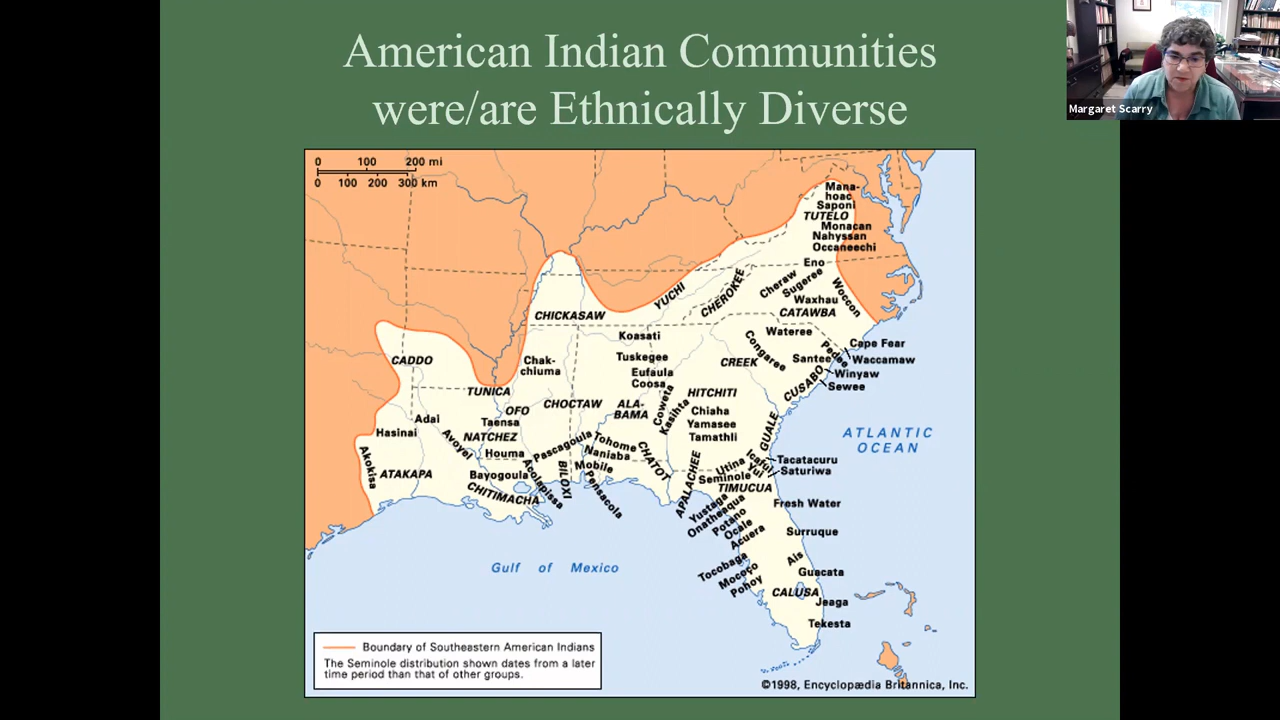 American Indian Communities
were/are Ethnically Diverse
Margaret Scarry
0 100 200 mi
0 100 200 300 km
Mana-
hoac
Saponi
TUTELO
Monacan
Nahyssan
Occaneechi
Eno
Cheraw
Sugeree
Woccon
YUCHI
CHEROKEE
Waxhau
CATAWBA
CHICKASAW
Koasati
Wateree
Congaree
Pedee
Cape Fear
Santee
Waccamaw
CADDO
Chak-
chiuma
Tuskegee
CREEK
Winyaw
Eufaula
Coosa
CUSABO
Sewee
TUNICA
HITCHITI
OFO
CHOCTAW
ALA-
BAMA
Coweta
Kasihta
Chiaha
Adai
Taensa
Yamasee
Hasinai
Avoyel
NATCHEZ
Pascagoula
Tohome
Tamathli
GUALE
ATLANTIC
OCEAN
Houma
Naniaba
CHATOT
Akokisa
ATAKAPA
Bayogoula
Acolapissa
BILOXI
Mobile
Pensacola
APALACHEE
Utina
Icafui
Yui
Tacatacuru
Saturiwa
Seminole
CHITIMACHA
TIMUCUA
Yustaga
Onatheaqua
Fresh Water
Potano
Ocale
Acuera
Surruque
Tocobaga
Ais
Gulf of Mexico
Mocoço
Guacata
Pohoy
CALUSA
Jeaga
Tekesta
Boundary of Southeastern American Indians
The Seminole distribution shown dates from a later
time period than that of other groups.
©1998, Encyclopædia Britannica, Inc.